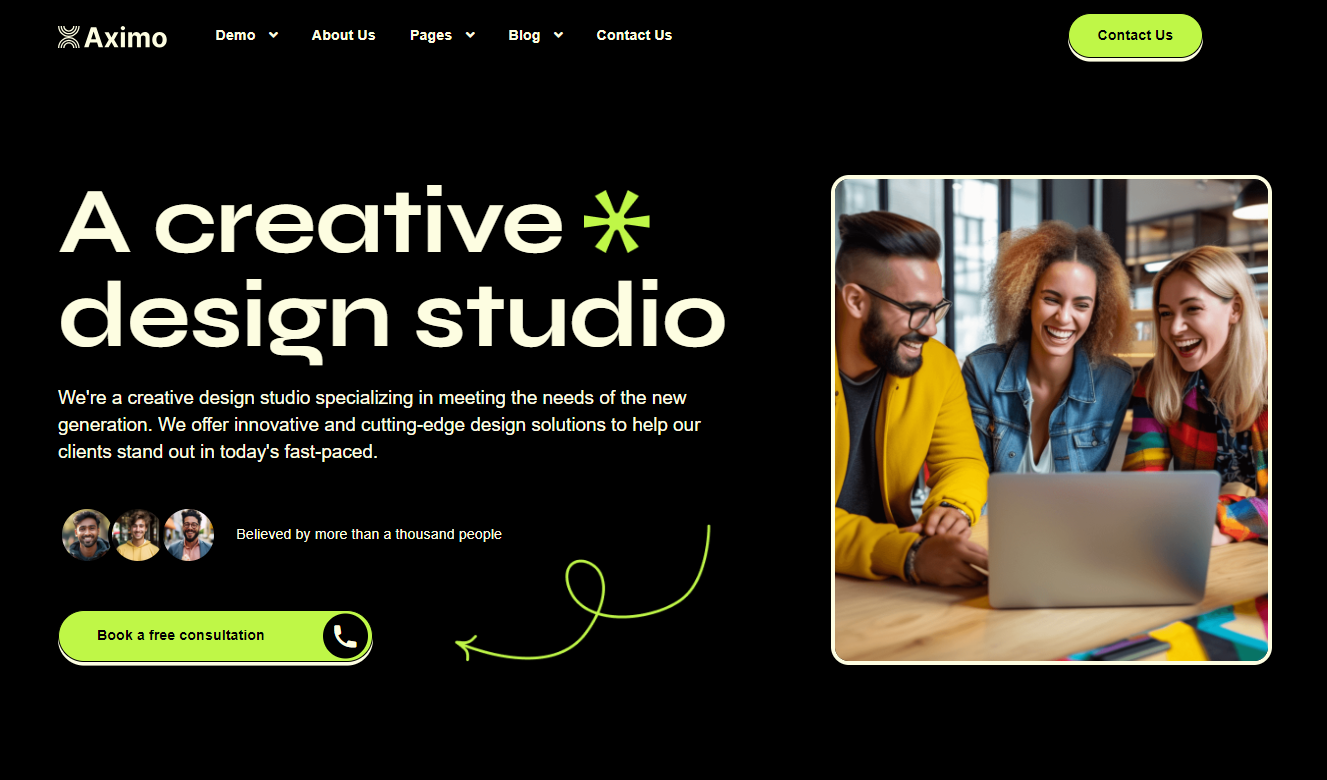 Aximo
Demo
About Us
Pages
Blog
Contact Us
Contact Us
A creative
design studio
We're a creative design studio specializing in meeting the needs of the new
generation. We offer innovative and cutting-edge design solutions to help our
clients stand out in today's fast-paced.
Believed by more than a thousand people
Book a free consultation